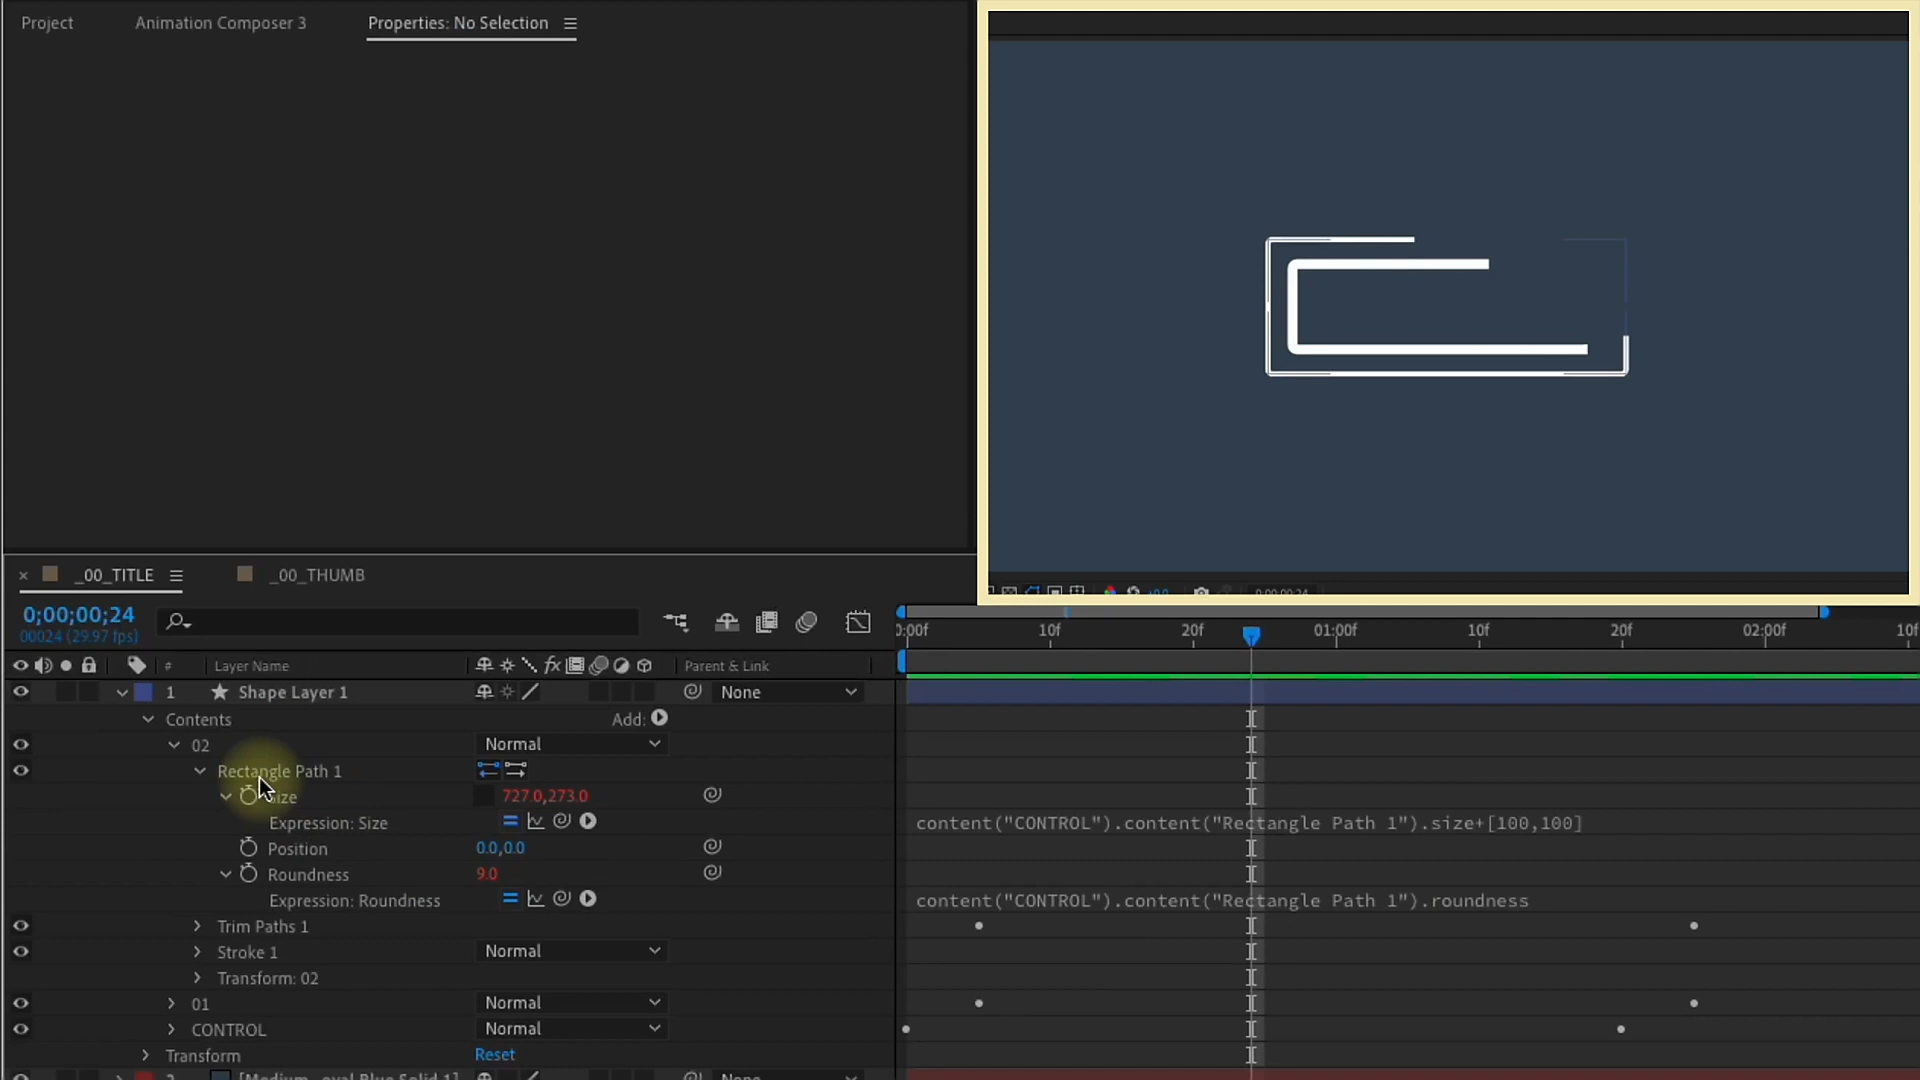 Project Animation Composer 3 Properties: No Selection
_00_TITLE _00_THUMB
0;00;00;24
00024 (29.97 fps)
0:00f 10f 20f 01:00f 10f 20f 02:00f 10f
# Layer Name fx Parent & Link
1 Shape Layer 1 None
Contents Add:
02 Normal
Rectangle Path 1
Size 727.0,273.0
Expression: Size content("CONTROL").content("Rectangle Path 1").size+[100,100]
Position 0.0,0.0
Roundness 9.0
Expression: Roundness content("CONTROL").content("Rectangle Path 1").roundness
Trim Paths 1
Stroke 1 Normal
Transform: 02
01 Normal
CONTROL Normal
Transform Reset
Blue Solid 1] None